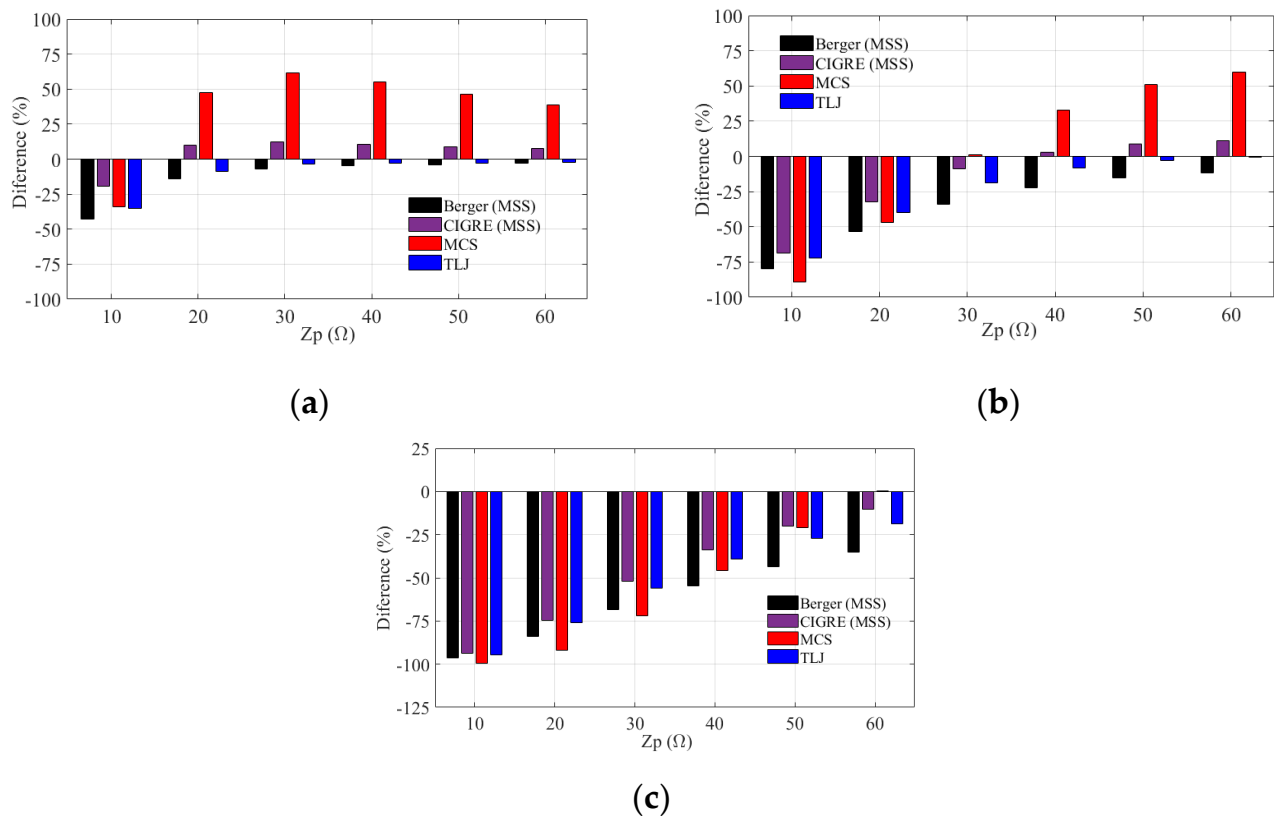 100
75
50
25
0
-25
-50
-75
-100
Diference (%)
Berger (MSS)
CIGRE (MSS)
MCS
TLJ
10 20 30 40 50 60
Zp (Ω)
(a)
100
75
50
25
0
-25
-50
-75
-100
Diference (%)
Berger (MSS)
CIGRE (MSS)
MCS
TLJ
10 20 30 40 50 60
Zp (Ω)
(b)
25
0
-25
-50
-75
-100
-125
Diference (%)
Berger (MSS)
CIGRE (MSS)
MCS
TLJ
10 20 30 40 50 60
Zp (Ω)
(c)